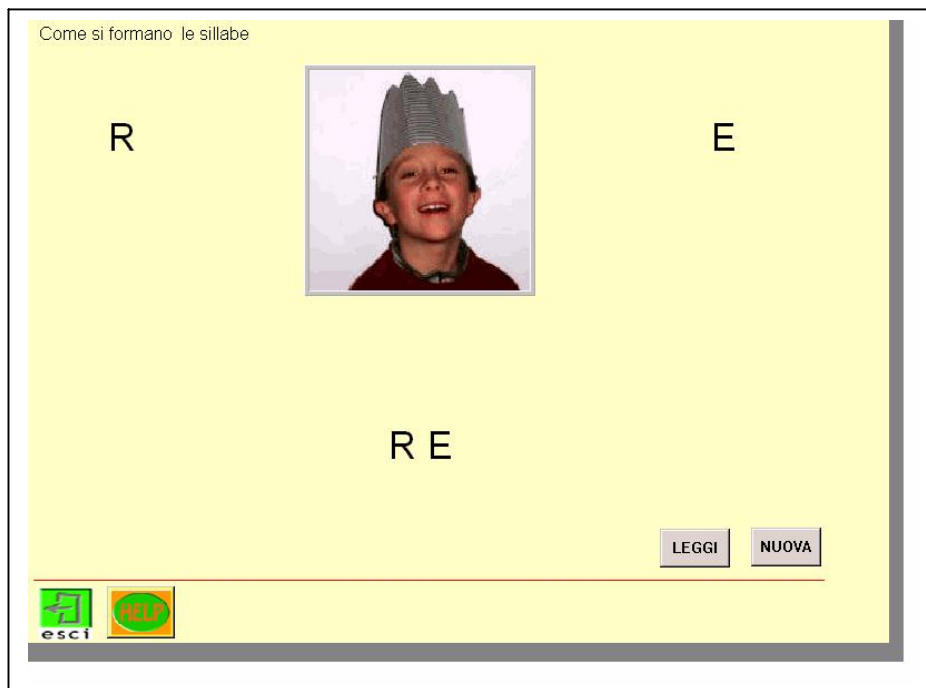 Come si formano le sillabe
R
E
R E
LEGGI
NUOVA
HELP
esci